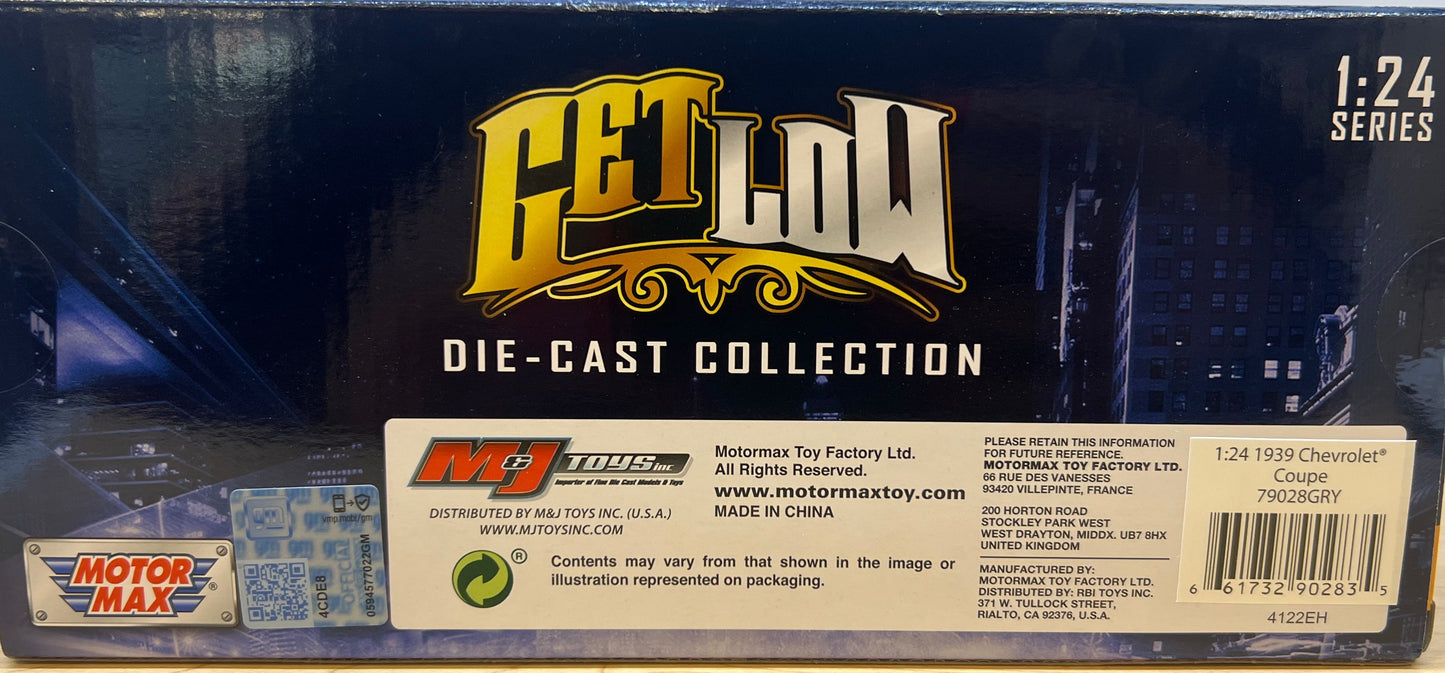 GET LOW
DIE-CAST COLLECTION
1:24
SERIES
M&J TOYS inc
Importer of Fine Die Cast Models & Toys
DISTRIBUTED BY M&J TOYS INC. (U.S.A.)
WWW.MJTOYSINC.COM
Motormax Toy Factory Ltd.
All Rights Reserved.
www.motormaxtoy.com
MADE IN CHINA
®
Contents may vary from that shown in the image or
illustration represented on packaging.
PLEASE RETAIN THIS INFORMATION
FOR FUTURE REFERENCE.
MOTORMAX TOY FACTORY LTD.
66 RUE DES VANESSES
93420 VILLEPINTE, FRANCE
200 HORTON ROAD
STOCKLEY PARK WEST
WEST DRAYTON, MIDDX. UB7 8HX
UNITED KINGDOM
MANUFACTURED BY:
MOTORMAX TOY FACTORY LTD.
DISTRIBUTED BY: RBI TOYS INC.
371 W. TULLOCK STREET,
RIALTO, CA 92376, U.S.A.
1:24 1939 Chevrolet®
Coupe
79028GRY
6 61732 90283 5
4122EH
MOTOR
MAX ®
vmp.mobi/gm
4CDE8
OFFICIAL
0594577022GM